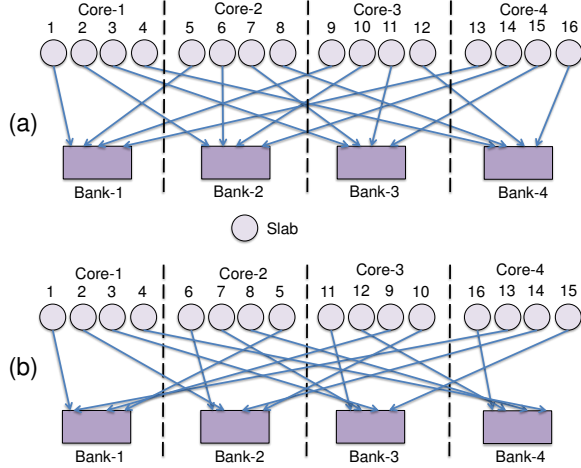 Core-1 Core-2 Core-3 Core-4
1 2 3 4 5 6 7 8 9 10 11 12 13 14 15 16
(a)
Bank-1 Bank-2 Bank-3 Bank-4
Slab
Core-1 Core-2 Core-3 Core-4
1 2 3 4 6 7 8 5 11 12 9 10 16 13 14 15
(b)
Bank-1 Bank-2 Bank-3 Bank-4